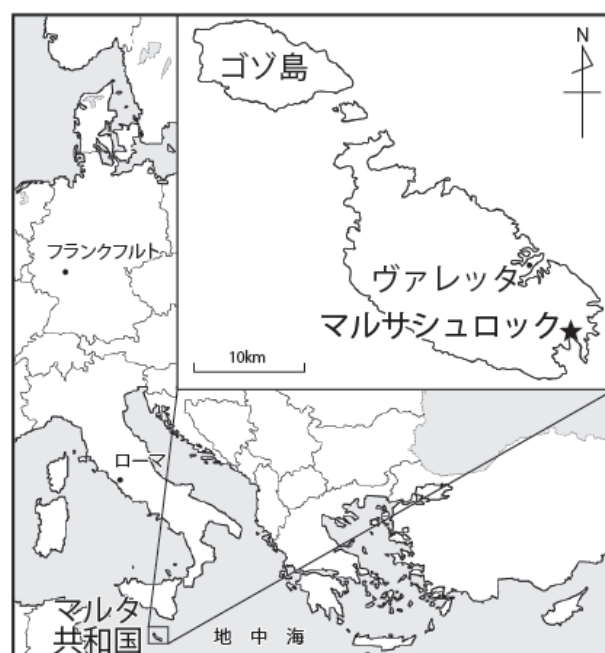 ゴゾ島
N
ヴァレッタ
マルサシュロック
10km
フランクフルト
ローマ
マルタ
共和国
地中海